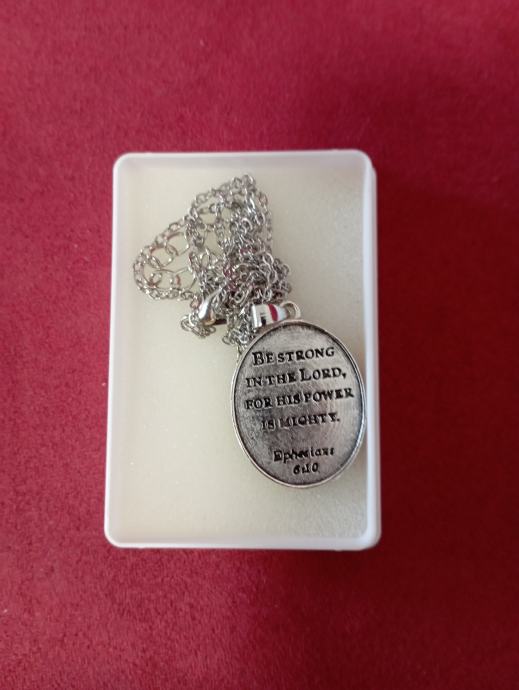 BE STRONG
IN THE LORD,
FOR HIS POWER
IS MIGHTY.
Ephesians
6:10